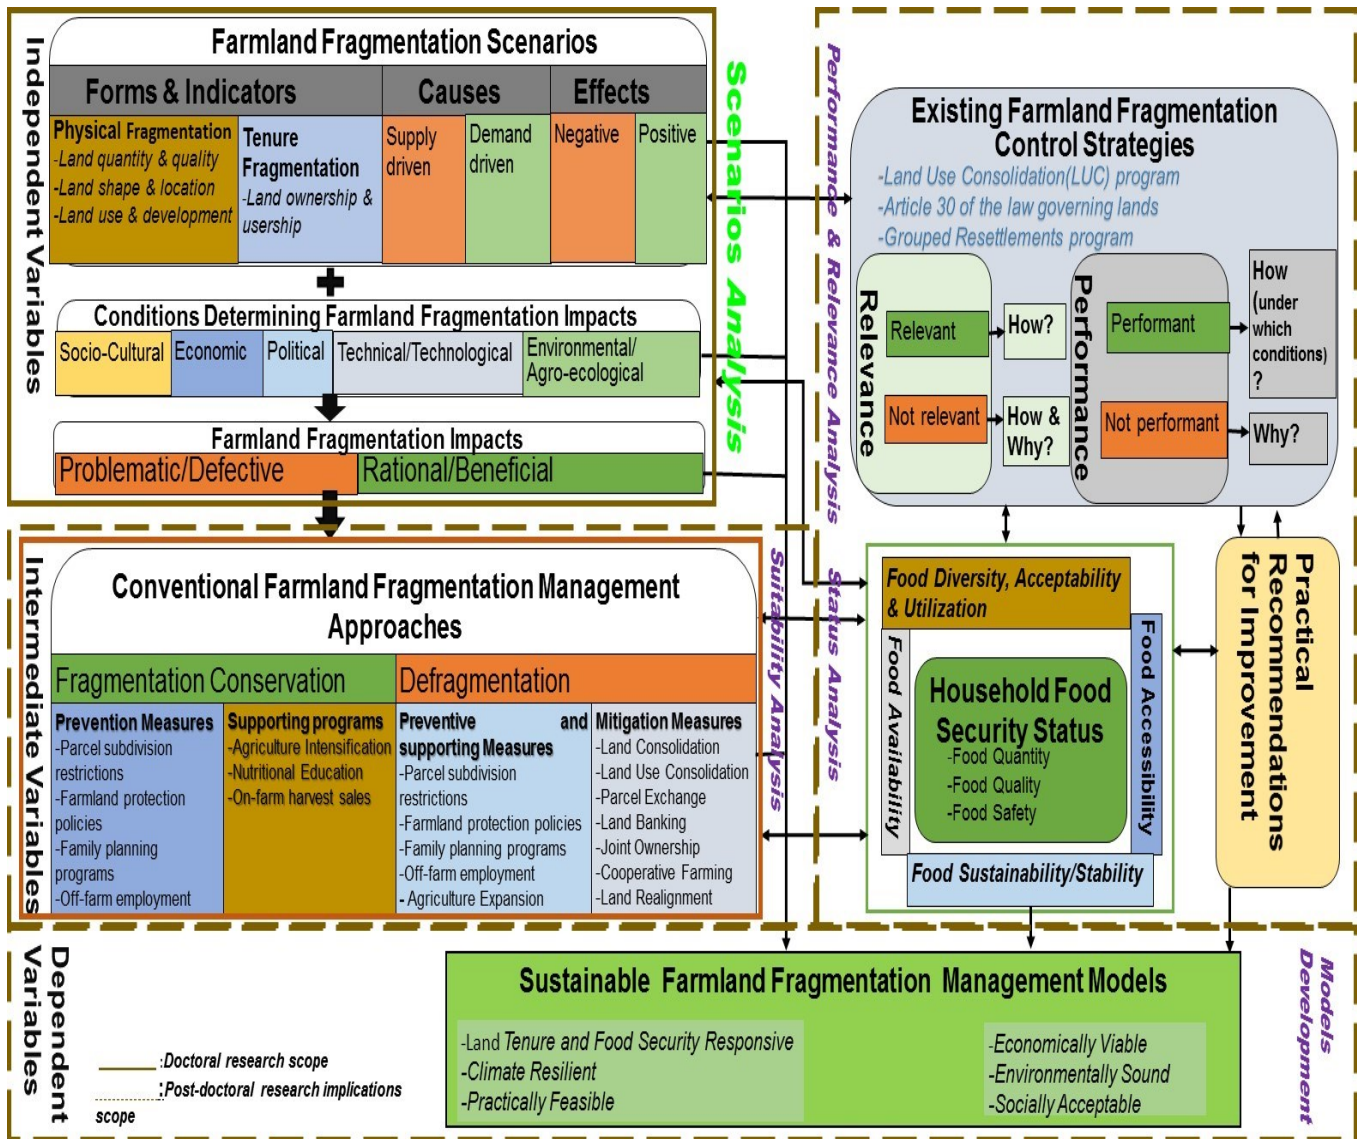 Independent Variables
Farmland Fragmentation Scenarios
Forms & Indicators
Causes
Effects
Physical Fragmentation
-Land quantity & quality
-Land shape & location
-Land use & development
Tenure
Fragmentation
-Land ownership &
usership
Supply
driven
Demand
driven
Negative
Positive
Conditions Determining Farmland Fragmentation Impacts
Socio-Cultural
Economic
Political
Technical/Technological
Environmental/
Agro-ecological
Farmland Fragmentation Impacts
Problematic/Defective
Rational/Beneficial
Scenarios Analysis
Performance & Relevance Analysis
Existing Farmland Fragmentation
Control Strategies
-Land Use Consolidation(LUC) program
-Article 30 of the law governing lands
-Grouped Resettlements program
Relevance
Relevant
How?
Not relevant
How &
Why?
Performance
Performant
How
(under
which
conditions)
?
Not performant
Why?
Intermediate Variables
Conventional Farmland Fragmentation Management
Approaches
Fragmentation Conservation
Defragmentation
Prevention Measures
-Parcel subdivision
restrictions
-Farmland protection
policies
-Family planning
programs
-Off-farm employment
Supporting programs
-Agriculture Intensification
-Nutritional Education
-On-farm harvest sales
Preventive and
supporting Measures
-Parcel subdivision
restrictions
-Farmland protection policies
-Family planning programs
-Off-farm employment
- Agriculture Expansion
Mitigation Measures
-Land Consolidation
-Land Use Consolidation
-Parcel Exchange
-Land Banking
-Joint Ownership
-Cooperative Farming
-Land Realignment
Suitability Analysis
Status Analysis
Food Diversity, Acceptability
& Utilization
Food Availability
Household Food
Security Status
-Food Quantity
-Food Quality
-Food Safety
Food Accessibility
Food Sustainability/Stability
Practical
Recommendations
for Improvement
Dependent
Variables
:Doctoral research scope
:Post-doctoral research implications
scope
Sustainable Farmland Fragmentation Management Models
-Land Tenure and Food Security Responsive
-Climate Resilient
-Practically Feasible
-Economically Viable
-Environmentally Sound
-Socially Acceptable
Models
Development